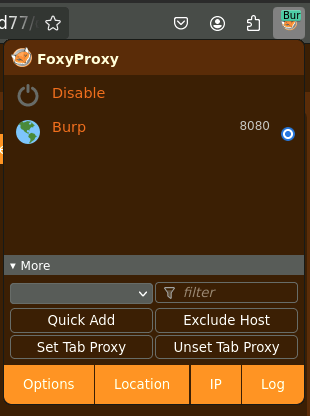 d77/
Bur
FoxyProxy
Disable
Burp 8080
▾ More
filter
Quick Add Exclude Host
Set Tab Proxy Unset Tab Proxy
Options Location IP Log